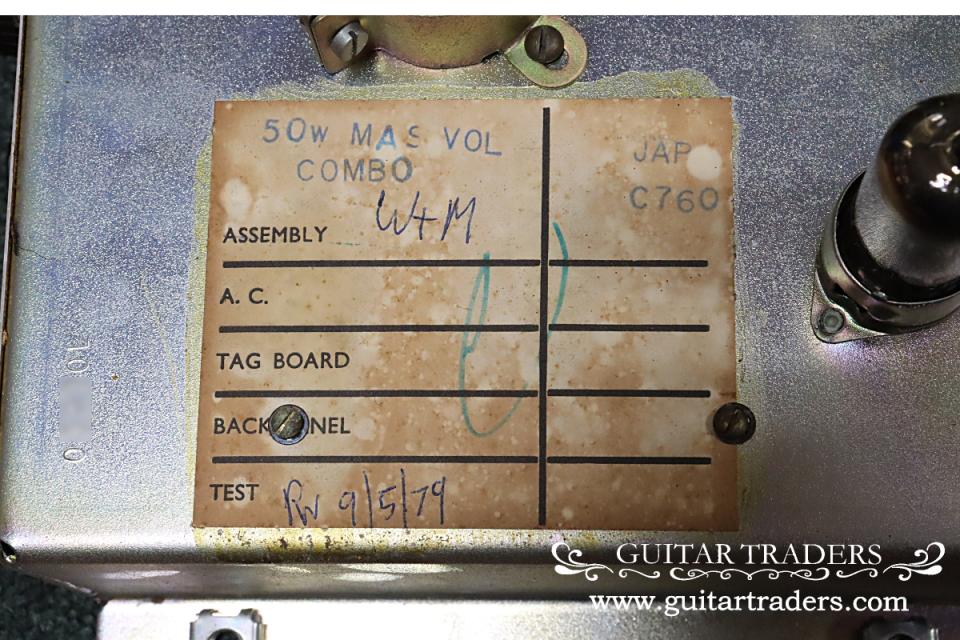 50W MAS VOL
COMBO
JAP
C760
ASSEMBLY W+M
A. C.
TAG BOARD
BACK NEL
TEST RW 9/5/79
GUITAR TRADERS
www.guitartraders.com